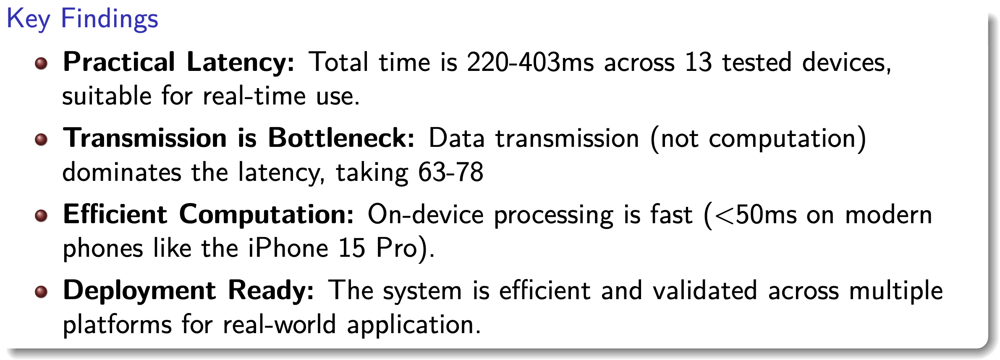 Key Findings
Practical Latency: Total time is 220-403ms across 13 tested devices,
suitable for real-time use.
Transmission is Bottleneck: Data transmission (not computation)
dominates the latency, taking 63-78
Efficient Computation: On-device processing is fast (<50ms on modern
phones like the iPhone 15 Pro).
Deployment Ready: The system is efficient and validated across multiple
platforms for real-world application.